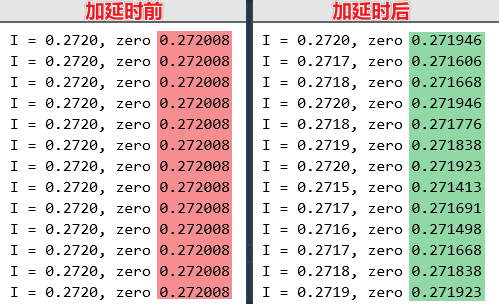 加延时前
I = 0.2720, zero 0.272008
I = 0.2720, zero 0.272008
I = 0.2720, zero 0.272008
I = 0.2720, zero 0.272008
I = 0.2720, zero 0.272008
I = 0.2720, zero 0.272008
I = 0.2720, zero 0.272008
I = 0.2720, zero 0.272008
I = 0.2720, zero 0.272008
I = 0.2720, zero 0.272008
I = 0.2720, zero 0.272008
I = 0.2720, zero 0.272008
I = 0.2720, zero 0.272008
加延时后
I = 0.2720, zero 0.271946
I = 0.2717, zero 0.271606
I = 0.2718, zero 0.271668
I = 0.2720, zero 0.271946
I = 0.2718, zero 0.271776
I = 0.2719, zero 0.271838
I = 0.2720, zero 0.271923
I = 0.2715, zero 0.271413
I = 0.2717, zero 0.271691
I = 0.2716, zero 0.271498
I = 0.2717, zero 0.271668
I = 0.2718, zero 0.271838
I = 0.2719, zero 0.271923